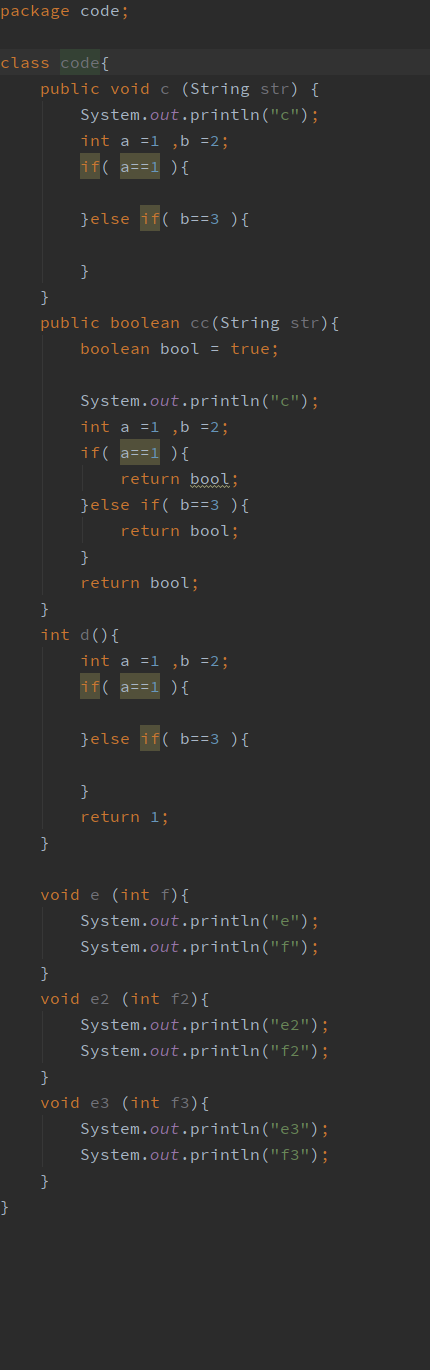 package code;
class code{
public void c (String str) {
System.out.println("c");
int a =1 ,b =2;
if( a==1 ){
}else if( b==3 ){
}
}
public boolean cc(String str){
boolean bool = true;
System.out.println("c");
int a =1 ,b =2;
if( a==1 ){
return bool;
}else if( b==3 ){
return bool;
}
return bool;
}
int d(){
int a =1 ,b =2;
if( a==1 ){
}else if( b==3 ){
}
return 1;
}
void e (int f){
System.out.println("e");
System.out.println("f");
}
void e2 (int f2){
System.out.println("e2");
System.out.println("f2");
}
void e3 (int f3){
System.out.println("e3");
System.out.println("f3");
}
}